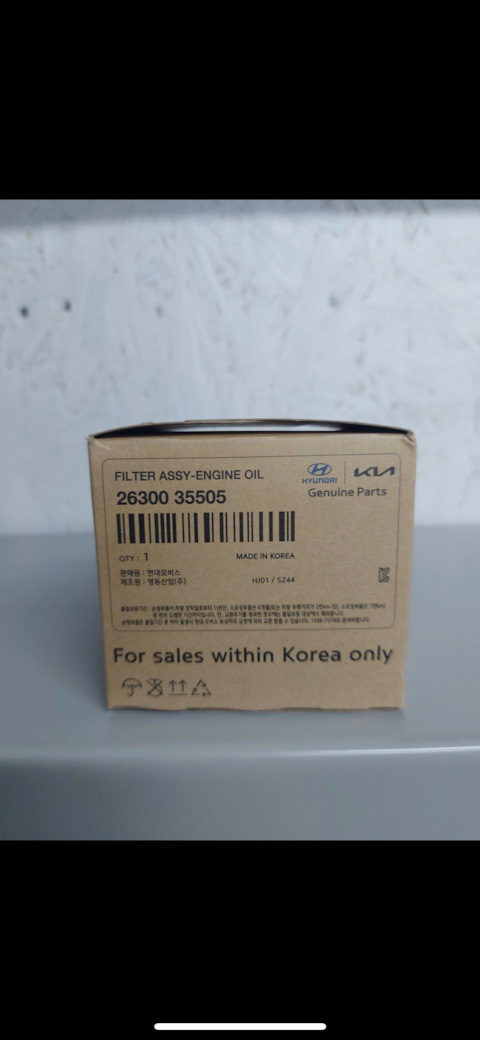 FILTER ASSY-ENGINE OIL
HYUNDAI KIA
Genuine Parts
26300 35505
QTY : 1 MADE IN KOREA
판매원 : 현대모비스
제조원 : 영동산업(주) HJ01 / SZ44
For sales within Korea only